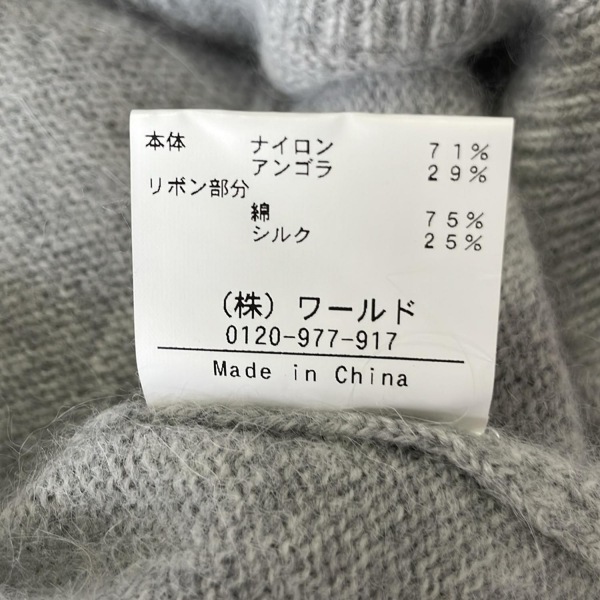 本体 ナイロン 71%
アンゴラ 29%
リボン部分
綿 75%
シルク 25%
（株）ワールド
0120-977-917
Made in China